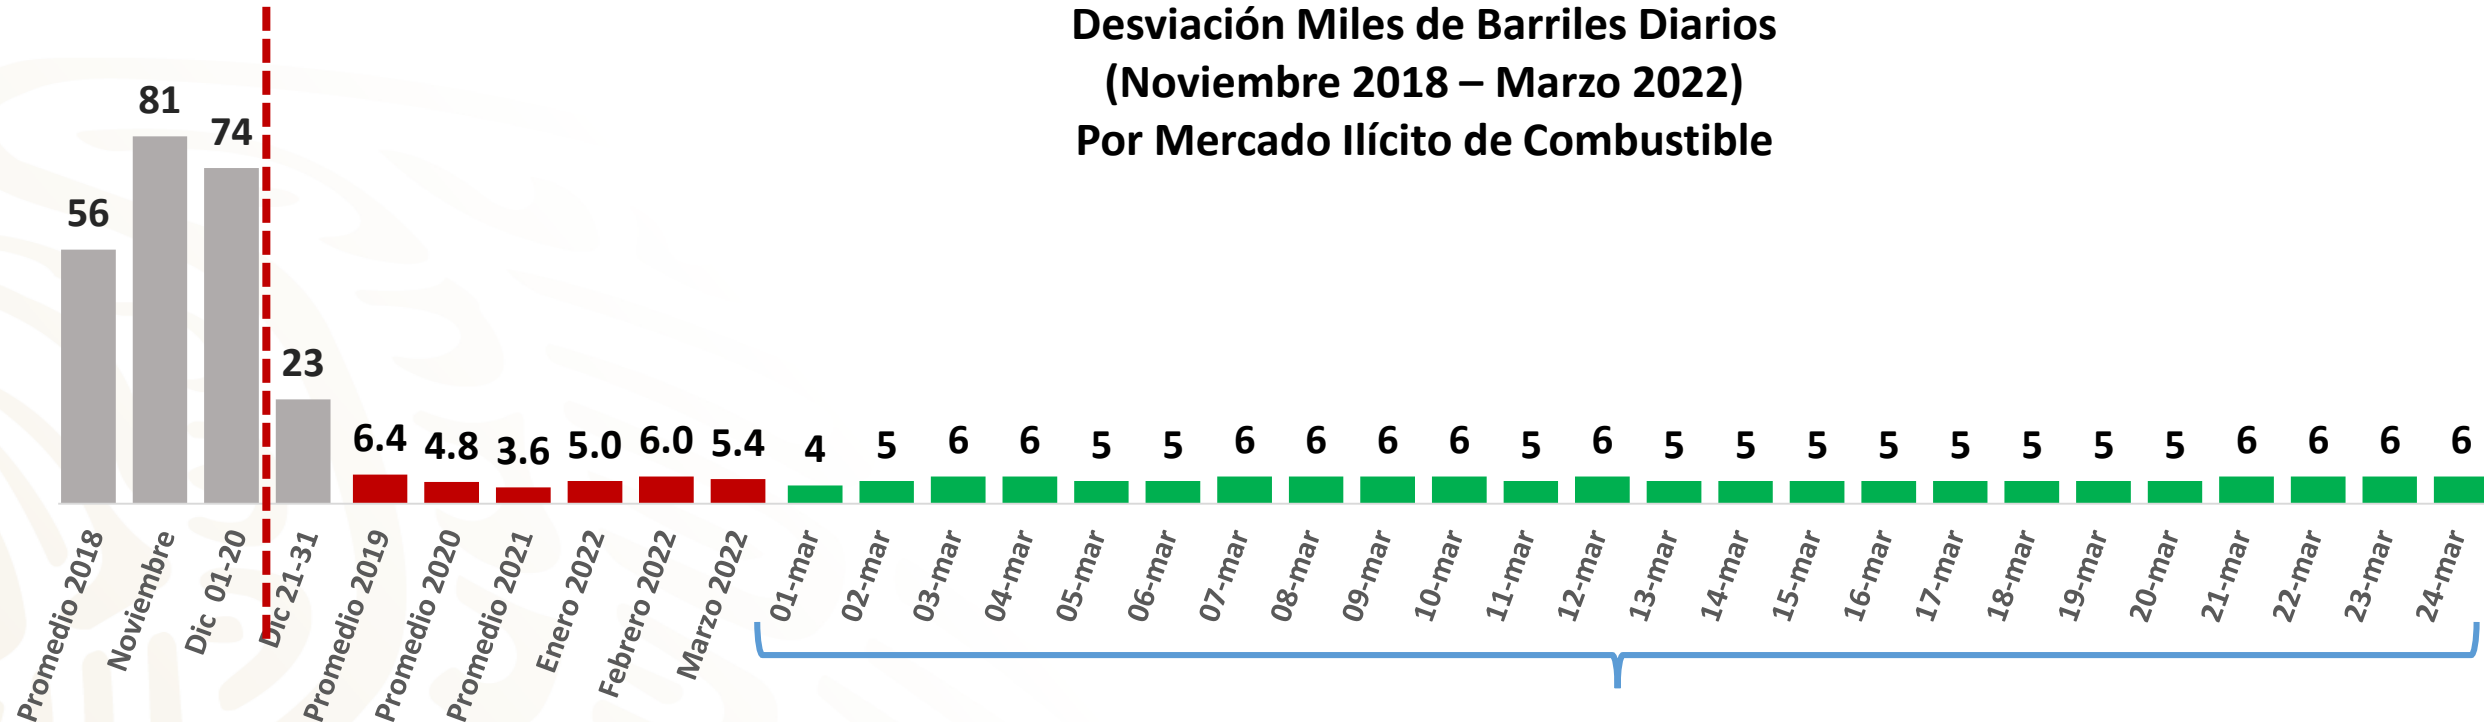 Desviación Miles de Barriles Diarios
(Noviembre 2018 – Marzo 2022)
Por Mercado Ilícito de Combustible
56
81
74
23
6.4
4.8
3.6
5.0
6.0
5.4
4
5
6
6
5
5
6
6
6
6
5
6
5
5
5
5
5
5
5
5
6
6
6
6
Promedio 2018
Noviembre
Dic 01-20
Dic 21-31
Promedio 2019
Promedio 2020
Promedio 2021
Enero 2022
Febrero 2022
Marzo 2022
01-mar
02-mar
03-mar
04-mar
05-mar
06-mar
07-mar
08-mar
09-mar
10-mar
11-mar
12-mar
13-mar
14-mar
15-mar
16-mar
17-mar
18-mar
19-mar
20-mar
21-mar
22-mar
23-mar
24-mar